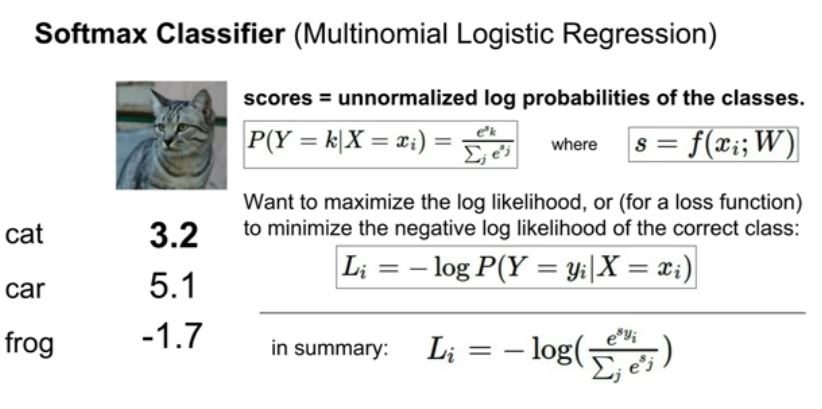 Softmax Classifier (Multinomial Logistic Regression)
scores = unnormalized log probabilities of the classes.
P(Y = k|X = x_i) = \frac{e^{s_k}}{\sum_j e^{s_j}} where s = f(x_i; W)
Want to maximize the log likelihood, or (for a loss function)
to minimize the negative log likelihood of the correct class:
L_i = − log P(Y = y_i|X = x_i)
cat 3.2
car 5.1
frog -1.7
in summary: L_i = − log(\frac{e^{s_{y_i}}}{\sum_j e^{s_j}})